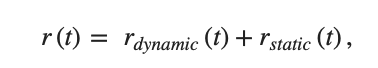 r (t) = r_dynamic (t) + r_static (t),